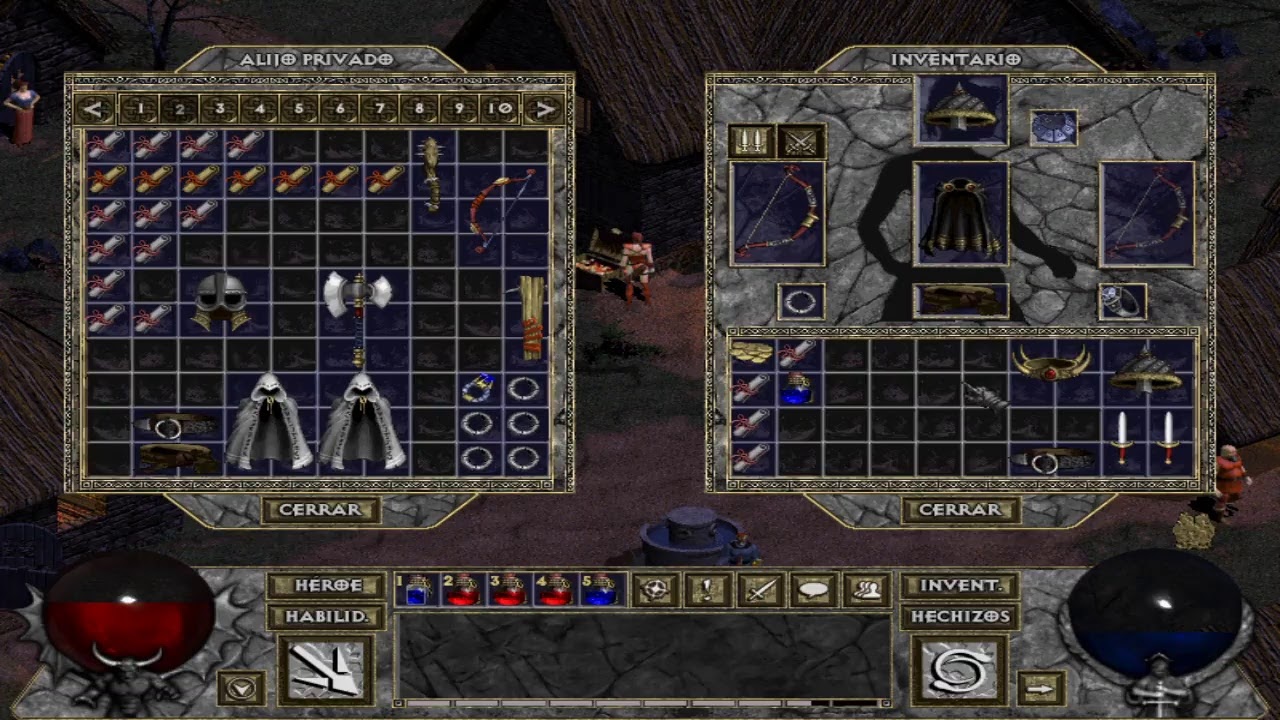 ALIJO PRIVADO
1 2 3 4 5 6 7 8 9 10
CERRAR
INVENTARIO
CERRAR
HÉROE
HABILID.
1 2 3 4 5
INVENT.
HECHIZOS